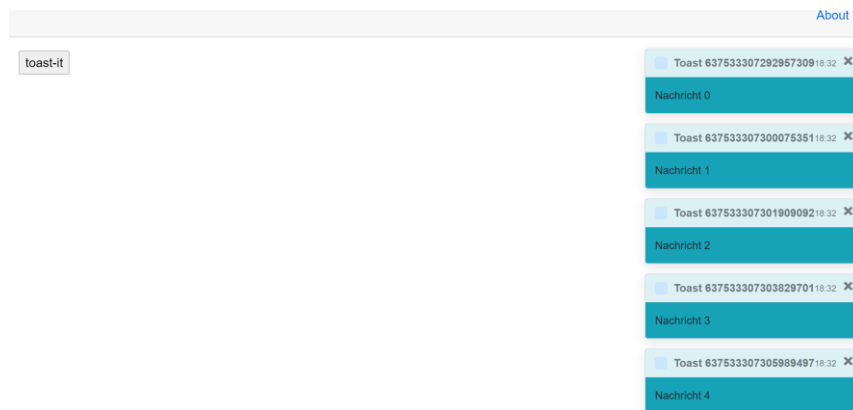 About
toast-it
Toast 637533307292957309 18:32 ×
Nachricht 0
Toast 637533307300075351 18:32 ×
Nachricht 1
Toast 637533307301909092 18:32 ×
Nachricht 2
Toast 637533307303829701 18:32 ×
Nachricht 3
Toast 637533307305989497 18:32 ×
Nachricht 4